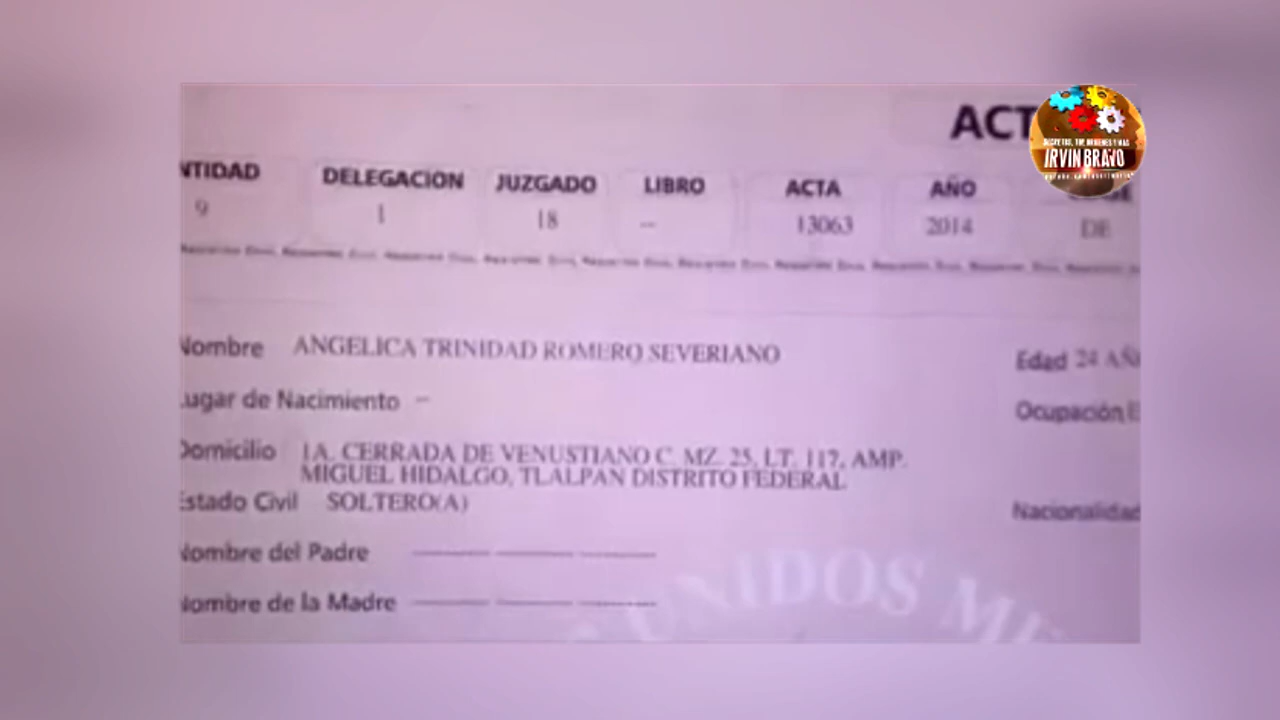 ACT
NTIDAD DELEGACION JUZGADO LIBRO ACTA AÑO
9 1 18 -- 13063 2014 DE
Nombre ANGELICA TRINIDAD ROMERO SEVERIANO
Edad 24 AÑ
Lugar de Nacimiento --
Ocupación E
Domicilio 1A. CERRADA DE VENUSTIANO C. MZ. 25, LT. 117, AMP.
MIGUEL HIDALGO, TLALPAN DISTRITO FEDERAL
Estado Civil SOLTERO(A)
Nacionalidad
Nombre del Padre
Nombre de la Madre
UNIDOS ME
IRVIN BRAVO